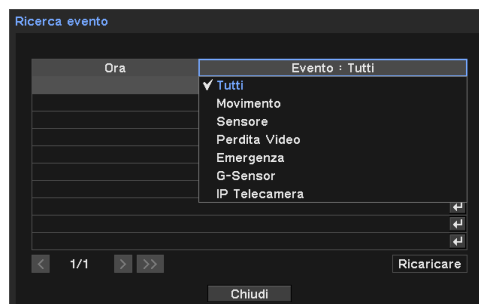 Ricerca evento
Ora Evento : Tutti
Tutti
Movimento
Sensore
Perdita Video
Emergenza
G-Sensor
IP Telecamera
< 1/1 > >> Ricaricare
Chiudi